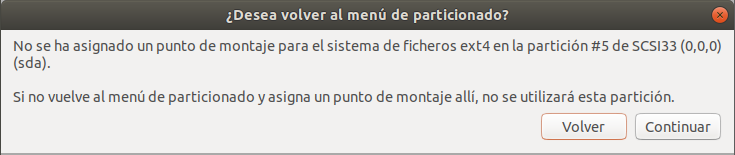 ¿Desea volver al menú de particionado?
No se ha asignado un punto de montaje para el sistema de ficheros ext4 en la partición #5 de SCSI33 (0,0,0)
(sda).
Si no vuelve al menú de particionado y asigna un punto de montaje allí, no se utilizará esta partición.
Volver Continuar